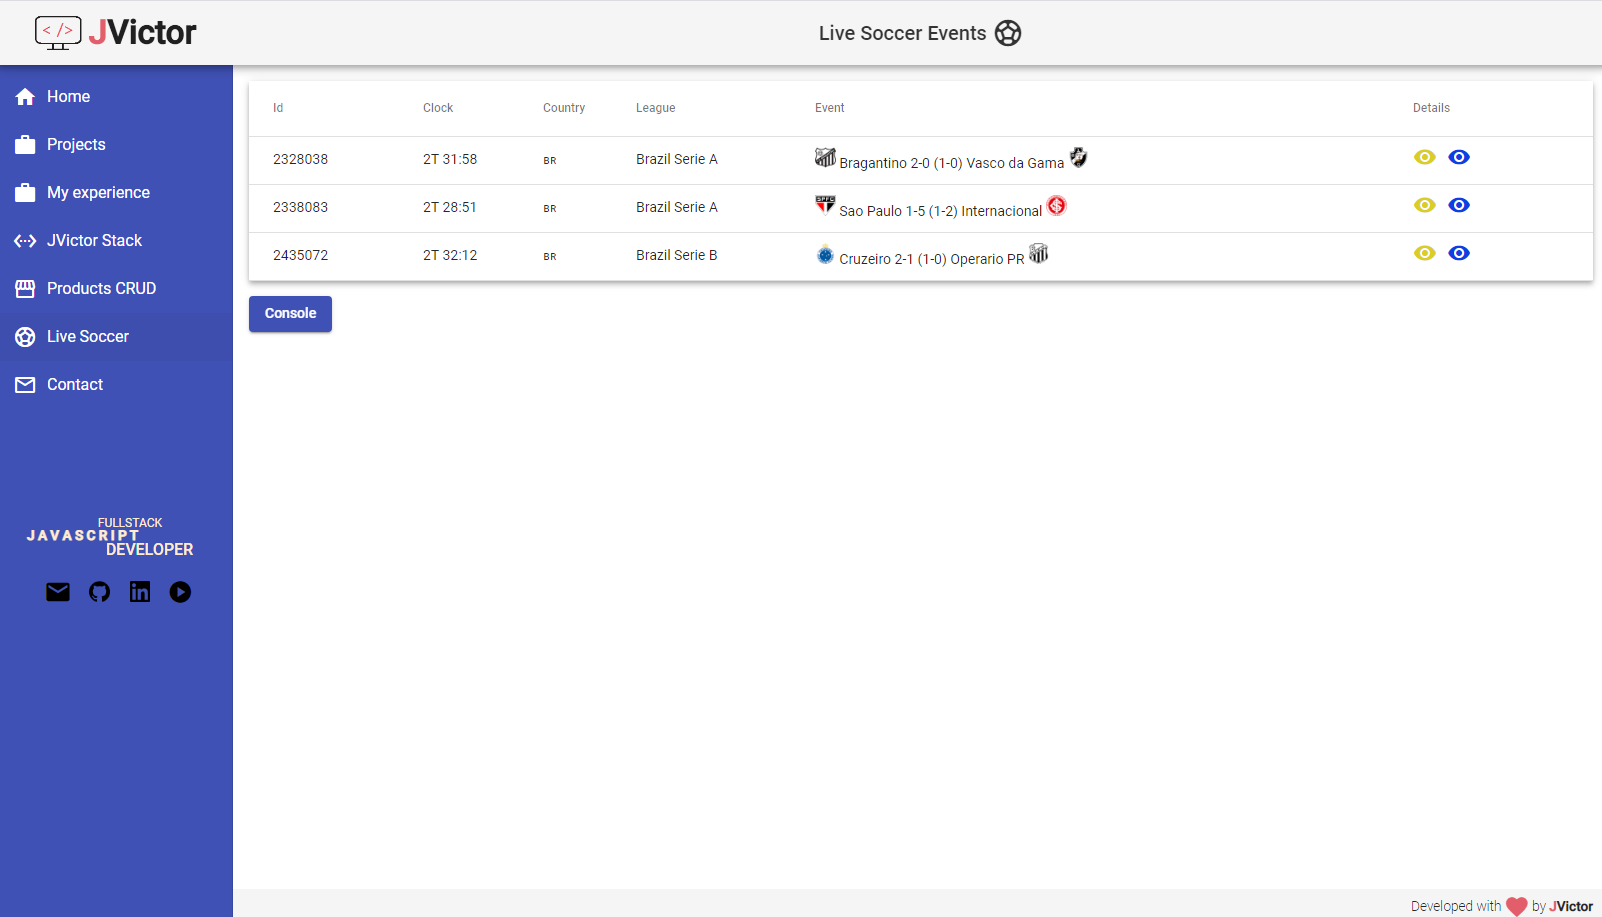 </> JVictor
Live Soccer Events
Home
Projects
My experience
JVictor Stack
Products CRUD
Live Soccer
Contact
FULLSTACK
JAVASCRIPT
DEVELOPER
Id Clock Country League Event Details
2328038 2T 31:58 BR Brazil Serie A Bragantino 2-0 (1-0) Vasco da Gama
2338083 2T 28:51 BR Brazil Serie A SPFC Sao Paulo 1-5 (1-2) Internacional
2435072 2T 32:12 BR Brazil Serie B Cruzeiro 2-1 (1-0) Operario PR
Console
Developed with by JVictor